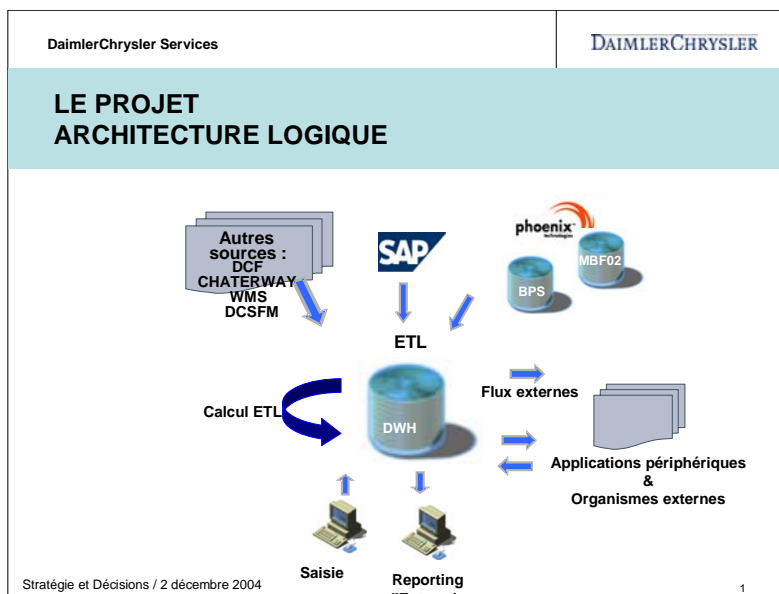 DaimlerChrysler Services
DAIMLERCHRYSLER
LE PROJET
ARCHITECTURE LOGIQUE
Autres
sources :
DCF
CHATERWAY
WMS
DCSFM
SAP
phoenix
technologies
MBF02
BPS
ETL
Calcul ETL
DWH
Flux externes
Applications périphériques
&
Organismes externes
Saisie
Reporting
Stratégie et Décisions / 2 décembre 2004
1